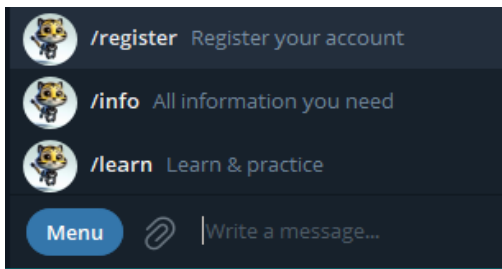 /register Register your account
/info All information you need
/learn Learn & practice
Menu Write a message...